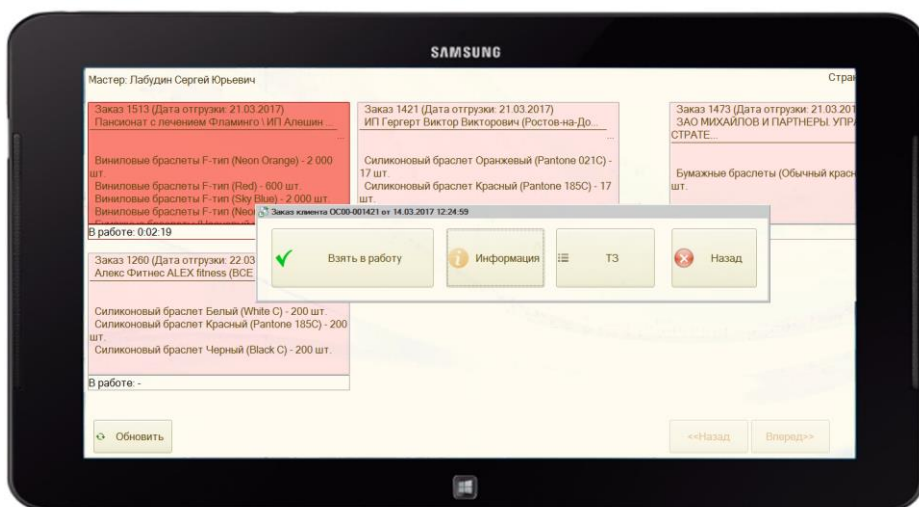 SAMSUNG
Мастер: Лабудин Сергей Юрьевич
Стран
Заказ 1513 (Дата отгрузки: 21.03.2017)
Пансионат с лечением Фламинго \ ИП Алешин ...
...
Виниловые браслеты F-тип (Neon Orange) - 2 000
шт.
Виниловые браслеты F-тип (Red) - 600 шт.
Виниловые браслеты F-тип (Sky Blue) - 2 000 шт.
Виниловые браслеты F-тип (Neo
В работе: 0:02:19
Заказ 1421 (Дата отгрузки: 21.03.2017)
ИП Гергерт Виктор Викторович (Ростов-на-До...
...
Силиконовый браслет Оранжевый (Pantone 021C) -
17 шт.
Силиконовый браслет Красный (Pantone 185C) - 17
шт.
Заказ 1473 (Дата отгрузки: 21.03.201
ЗАО МИХАЙЛОВ И ПАРТНЕРЫ. УПРА
СТРАТЕ...
Бумажные браслеты (Обычный красн
шт.
Заказ клиента ОС00-001421 от 14.03.2017 12:24:59
Взять в работу
Информация
ТЗ
Назад
Заказ 1260 (Дата отгрузки: 22.03
Алекс Фитнес ALEX fitness (ВСЕ
Силиконовый браслет Белый (White C) - 200 шт.
Силиконовый браслет Красный (Pantone 185C) - 200
шт.
Силиконовый браслет Черный (Black C) - 200 шт.
В работе: -
Обновить
<<Назад
Вперед>>